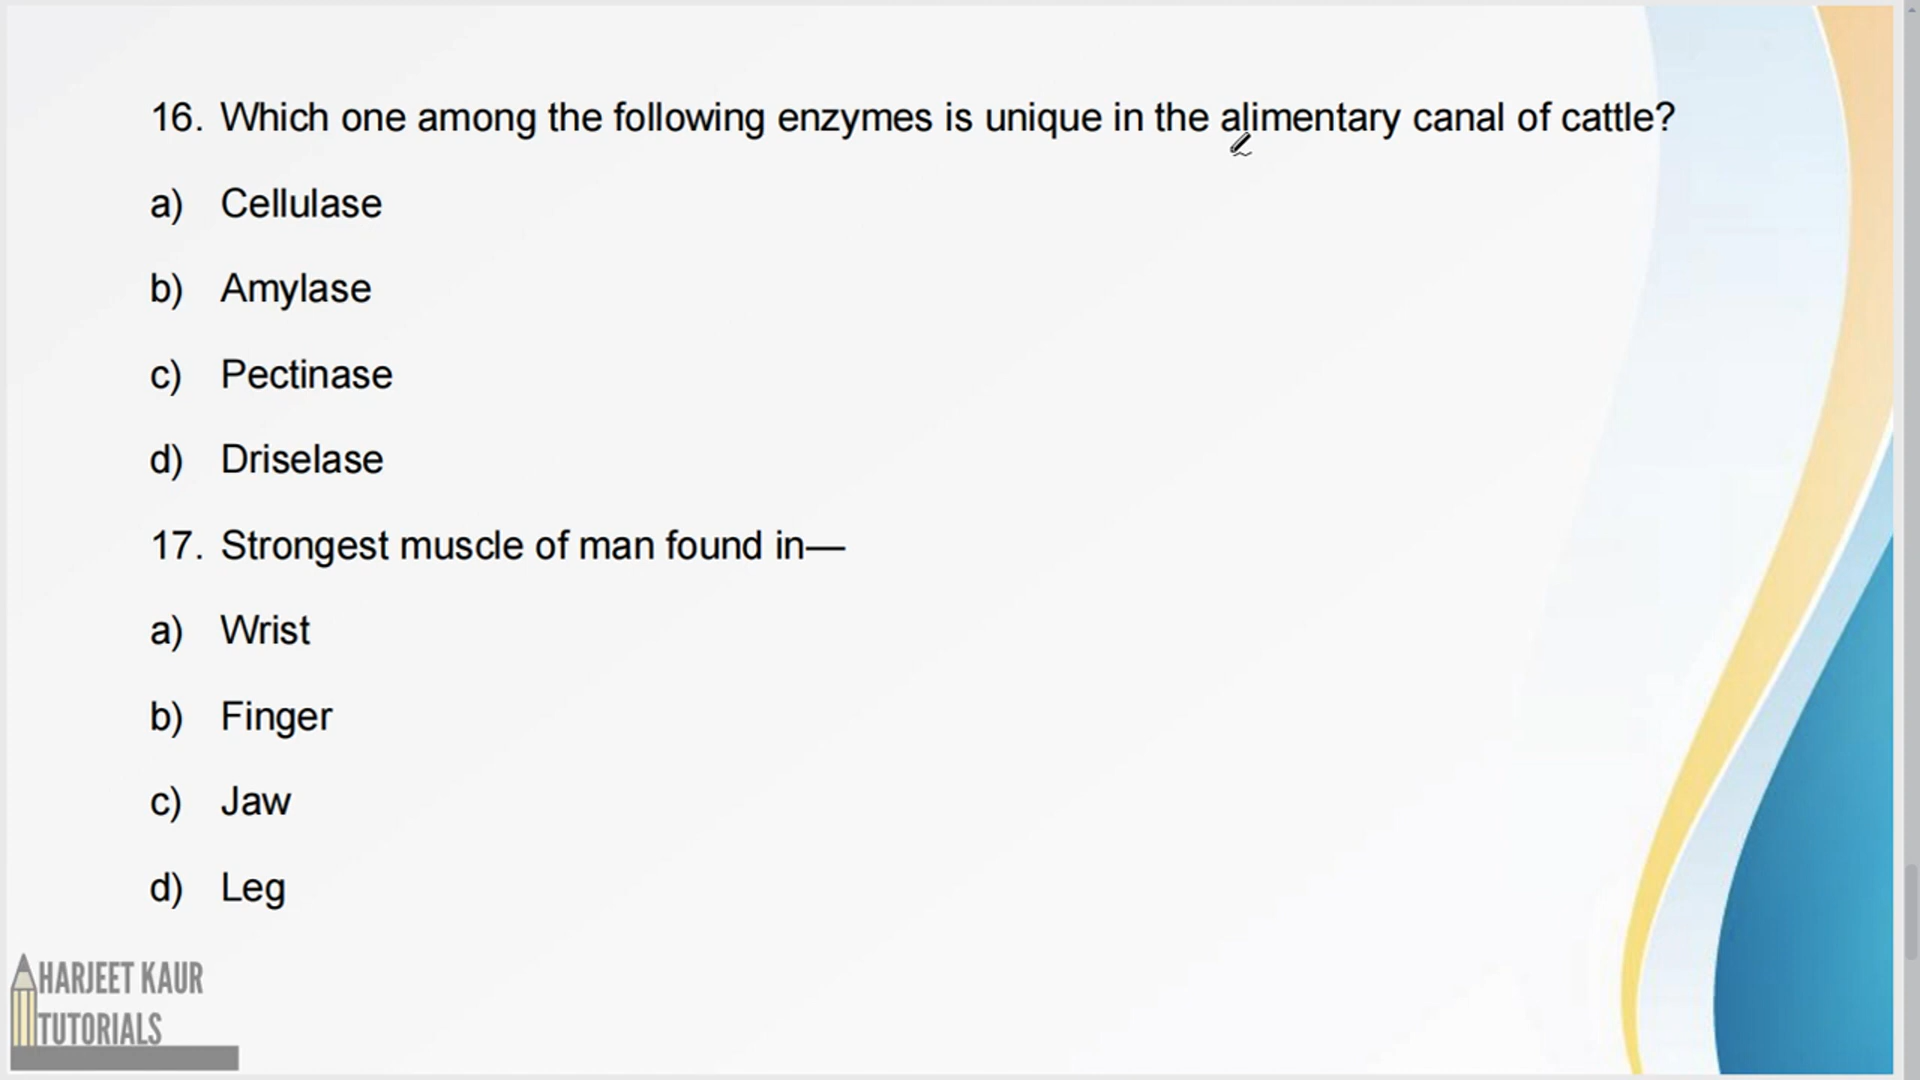 16. Which one among the following enzymes is unique in the alimentary canal of cattle?
a) Cellulase
b) Amylase
c) Pectinase
d) Driselase
17. Strongest muscle of man found in—
a) Wrist
b) Finger
c) Jaw
d) Leg
HARJEET KAUR
TUTORIALS